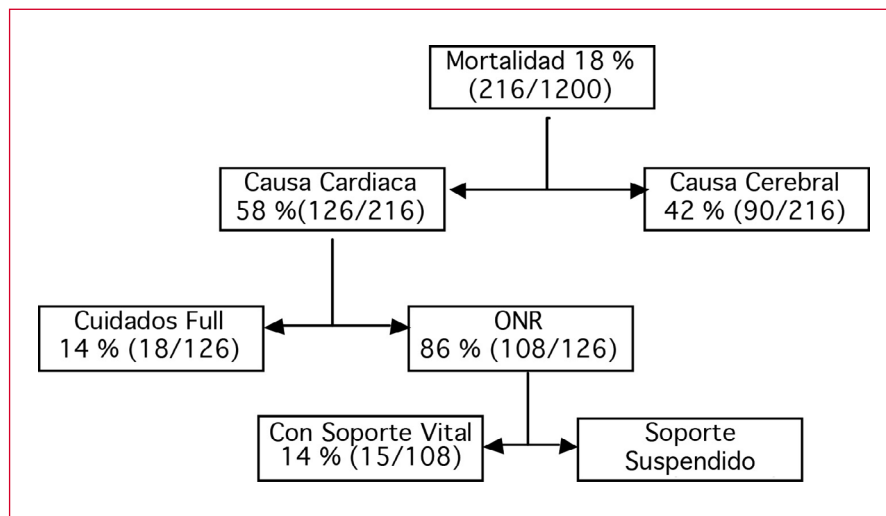 Mortalidad 18 %
(216/1200)
Causa Cardiaca
58 %(126/216)
Causa Cerebral
42 % (90/216)
Cuidados Full
14 % (18/126)
ONR
86 % (108/126)
Con Soporte Vital
14 % (15/108)
Soporte
Suspendido